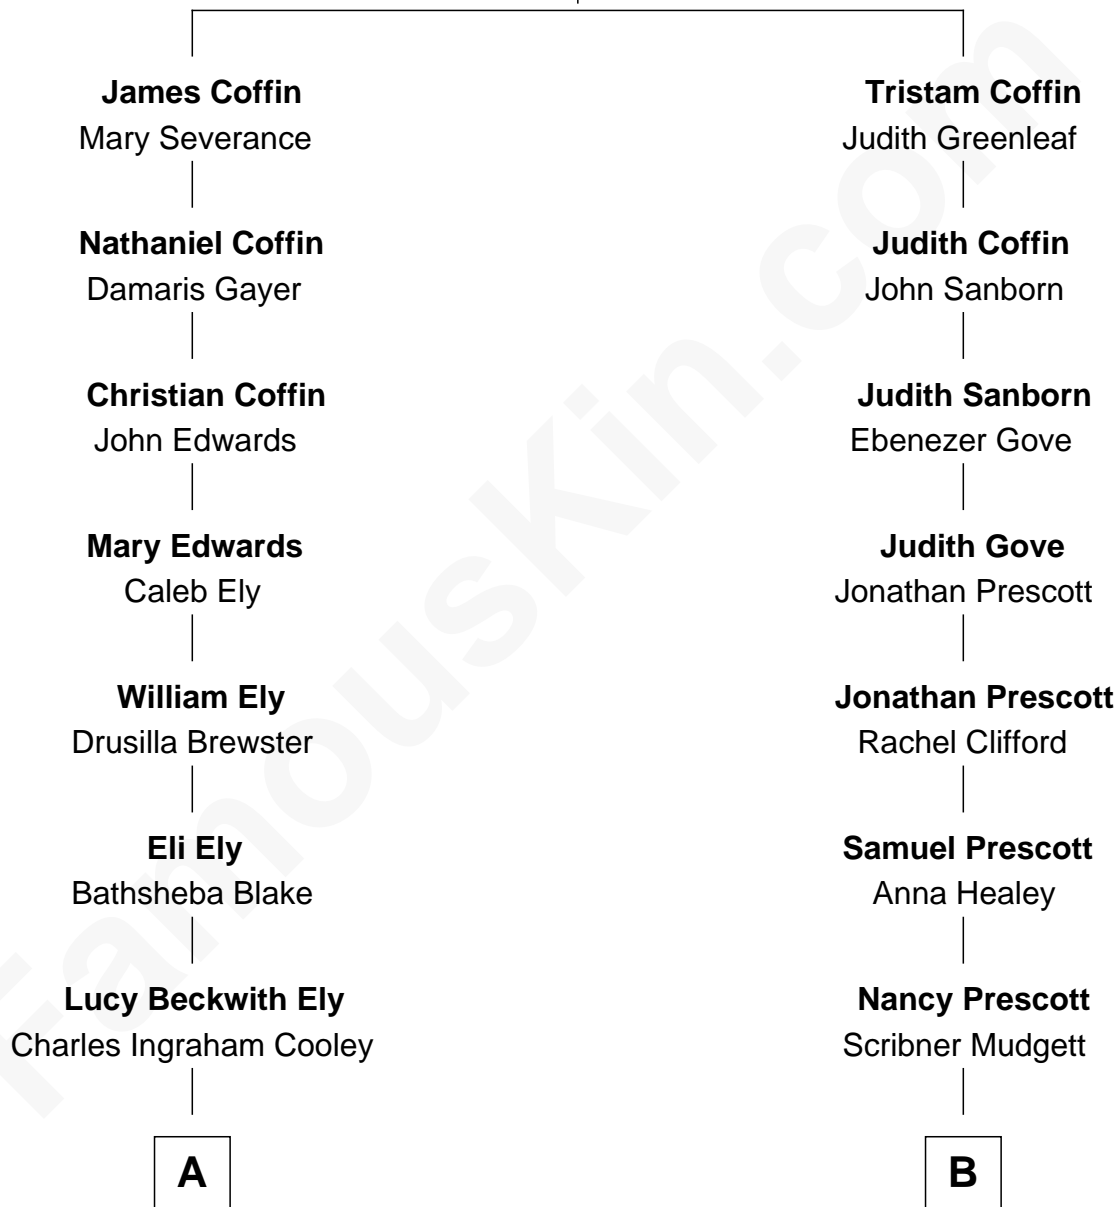 James Coffin
Mary Severance
Nathaniel Coffin
Damaris Gayer
Christian Coffin
John Edwards
Mary Edwards
Caleb Ely
William Ely
Drusilla Brewster
Eli Ely
Bathsheba Blake
Lucy Beckwith Ely
Charles Ingraham Cooley
A
Tristam Coffin
Judith Greenleaf
Judith Coffin
John Sanborn
Judith Sanborn
Ebenezer Gove
Judith Gove
Jonathan Prescott
Jonathan Prescott
Rachel Clifford
Samuel Prescott
Anna Healey
Nancy Prescott
Scribner Mudgett
B
FamousKin.com